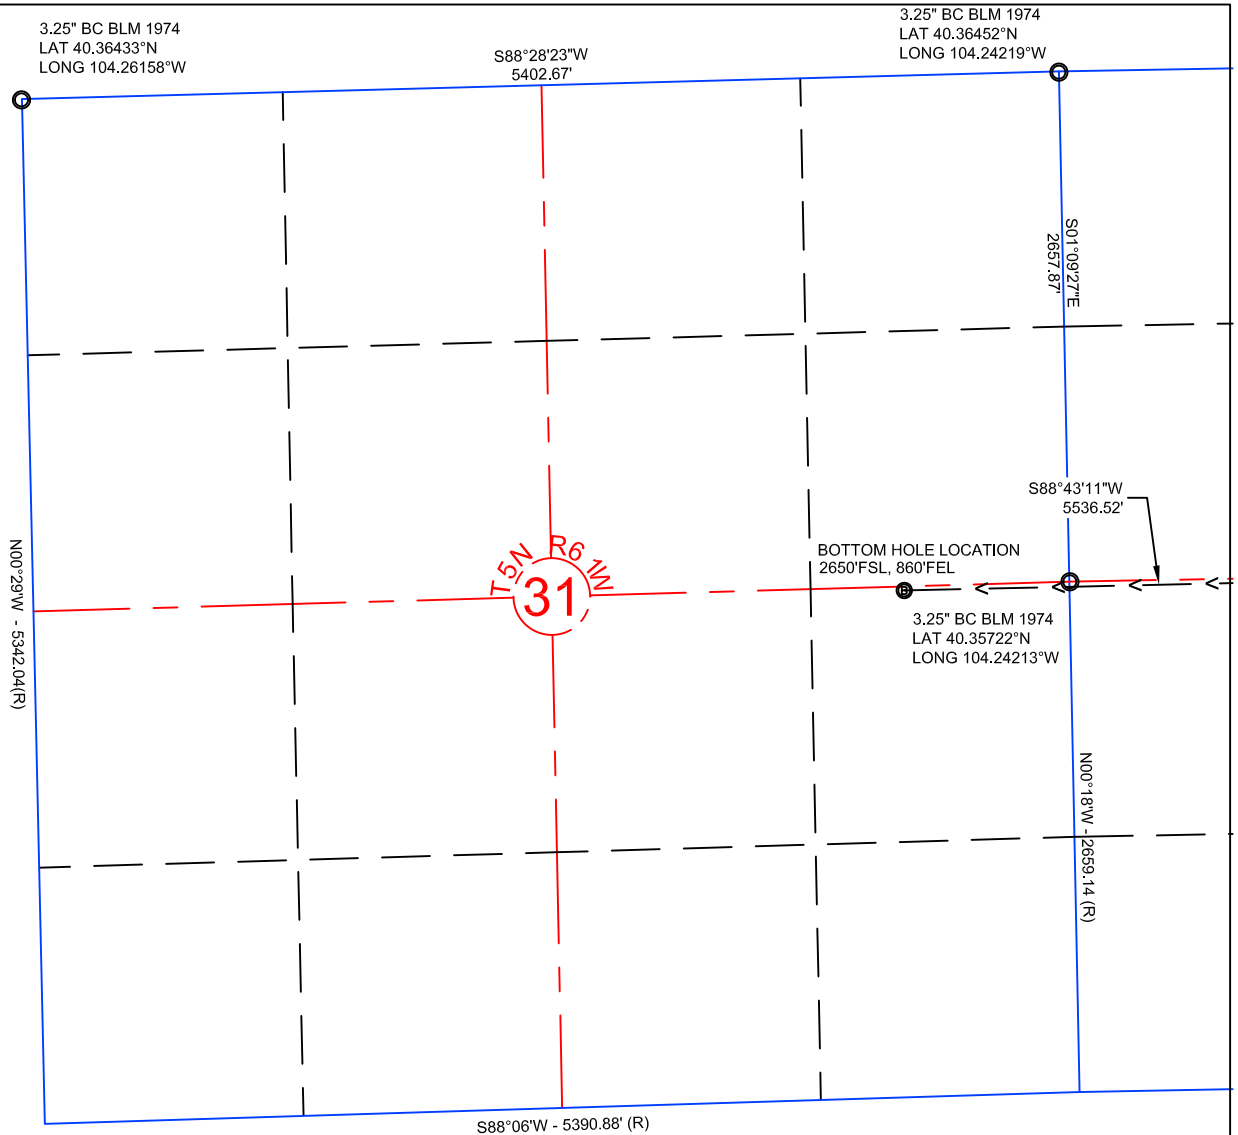 3.25" BC BLM 1974
LAT 40.36433°N
LONG 104.26158°W
S88°28'23"W
5402.67'
3.25" BC BLM 1974
LAT 40.36452°N
LONG 104.24219°W
S01°09'27"E
2657.87'
S88°43'11"W
5536.52'
BOTTOM HOLE LOCATION
2650'FSL, 860'FEL
T 5N R6 1W
31
3.25" BC BLM 1974
LAT 40.35722°N
LONG 104.24213°W
N00°29'W - 5342.04(R)
N00°18'W - 2659.14 (R)
S88°06'W - 5390.88' (R)